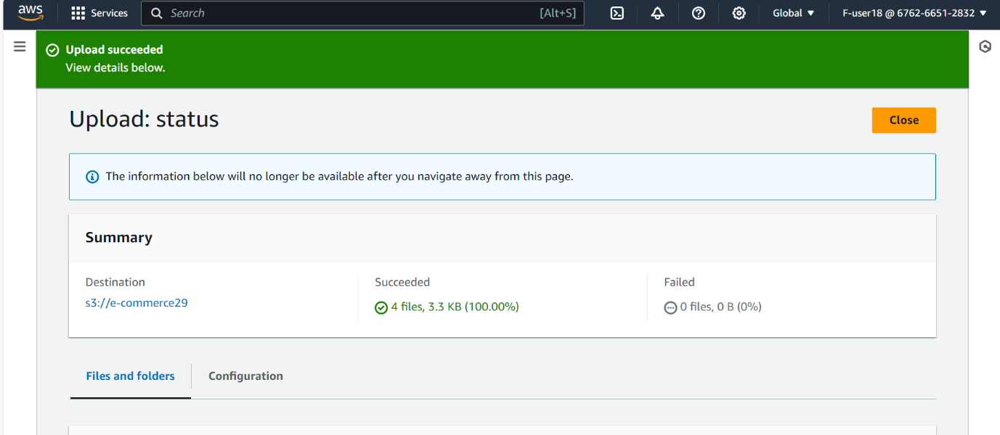 aws
Services
Search
[Alt+S]
Global
F-user18 @ 6762-6651-2832
Upload succeeded
View details below.
Upload: status
Close
The information below will no longer be available after you navigate away from this page.
Summary
Destination
s3://e-commerce29
Succeeded
4 files, 3.3 KB (100.00%)
Failed
0 files, 0 B (0%)
Files and folders
Configuration